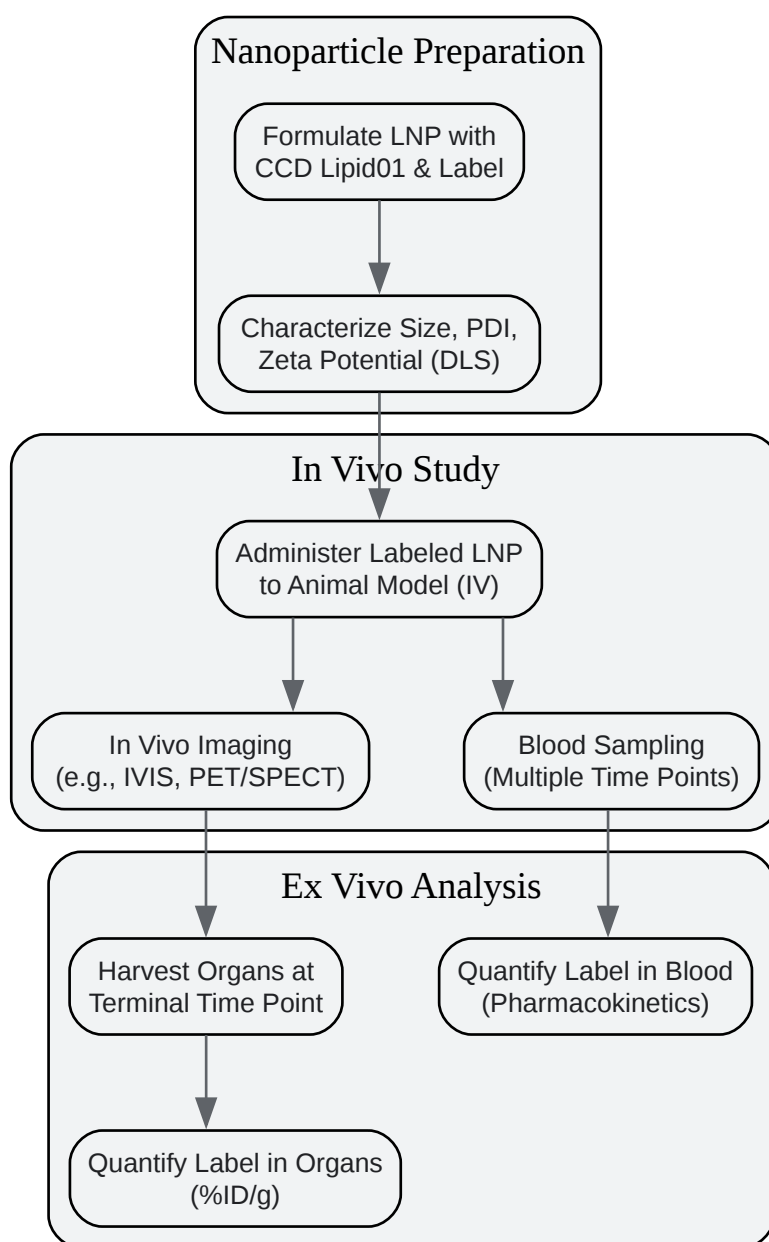 Nanoparticle Preparation
Formulate LNP with
CCD Lipid01 & Label
Characterize Size, PDI,
Zeta Potential (DLS)
In Vivo Study
Administer Labeled LNP
to Animal Model (IV)
In Vivo Imaging
(e.g., IVIS, PET/SPECT)
Blood Sampling
(Multiple Time Points)
Ex Vivo Analysis
Harvest Organs at
Terminal Time Point
Quantify Label in Blood
(Pharmacokinetics)
Quantify Label in Organs
(%ID/g)